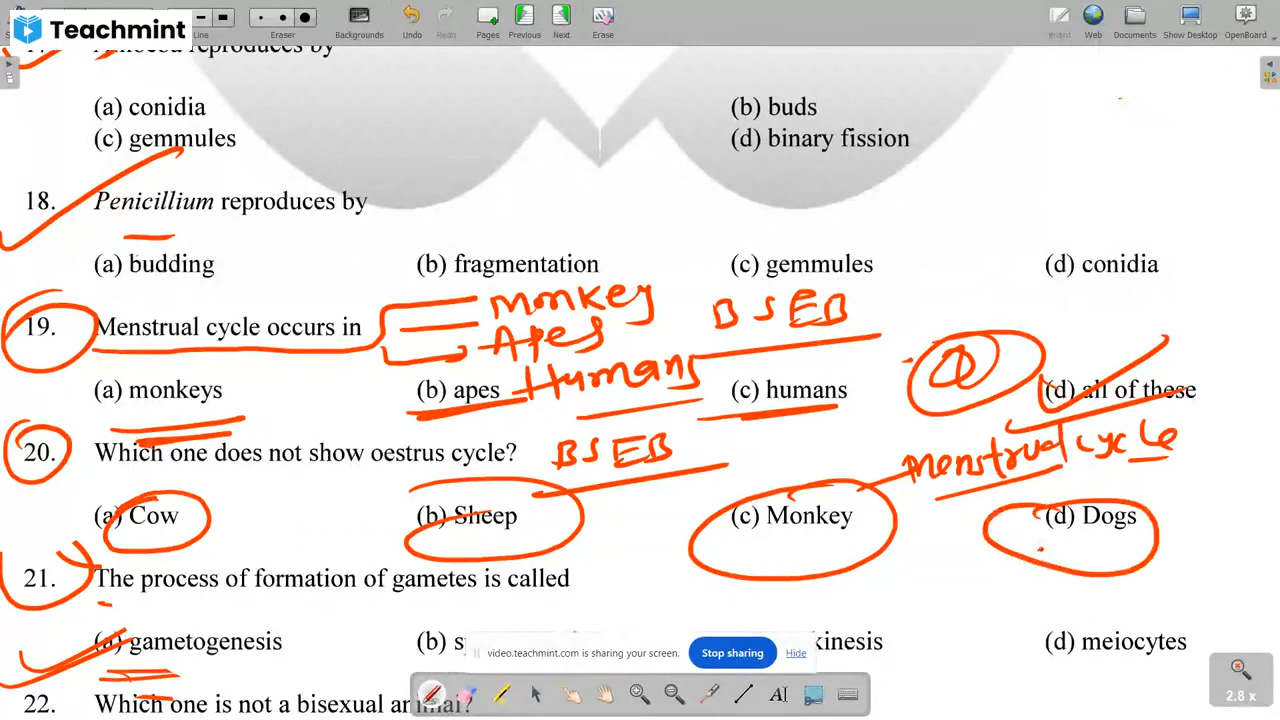 Teachmint
Line
Eraser
Backgrounds
Undo
Redo
Pages
Previous
Next
Erase
Board
Web
Documents
Show Desktop
OpenBoard
17. Amoeba reproduces by
(a) conidia (b) buds
(c) gemmules (d) binary fission
18. Penicillium reproduces by
(a) budding (b) fragmentation (c) gemmules (d) conidia
Monkey BSEB
19. Menstrual cycle occurs in
Apes
Humans
(a) monkeys (b) apes (c) humans (d) all of these
20. Which one does not show oestrus cycle? BSEB menstrual cycle
(a) Cow (b) Sheep (c) Monkey (d) Dogs
21. The process of formation of gametes is called
(a) gametogenesis (b) kinesis (d) meiocytes
video.teachmint.com is sharing your screen. Stop sharing Hide
22. Which one is not a bisexual animal?
2.8 x